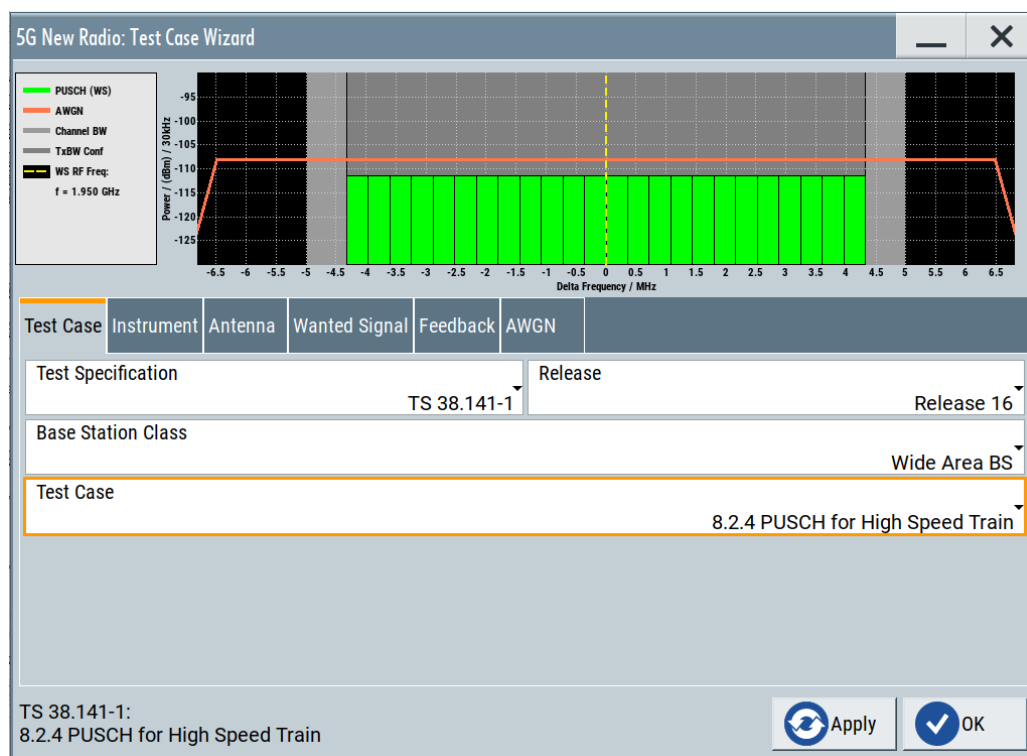 5G New Radio: Test Case Wizard
PUSCH (WS)
AWGN
Channel BW
TxBW Conf
WS RF Freq:
f = 1.950 GHz
Power / (dBm) / 30kHz
-95
-100
-105
-110
-115
-120
-125
-6.5 -6 -5.5 -5 -4.5 -4 -3.5 -3 -2.5 -2 -1.5 -1 -0.5 0 0.5 1 1.5 2 2.5 3 3.5 4 4.5 5 5.5 6 6.5
Delta Frequency / MHz
Test Case Instrument Antenna Wanted Signal Feedback AWGN
Test Specification
TS 38.141-1
Release
Release 16
Base Station Class
Wide Area BS
Test Case
8.2.4 PUSCH for High Speed Train
TS 38.141-1:
8.2.4 PUSCH for High Speed Train
Apply
OK